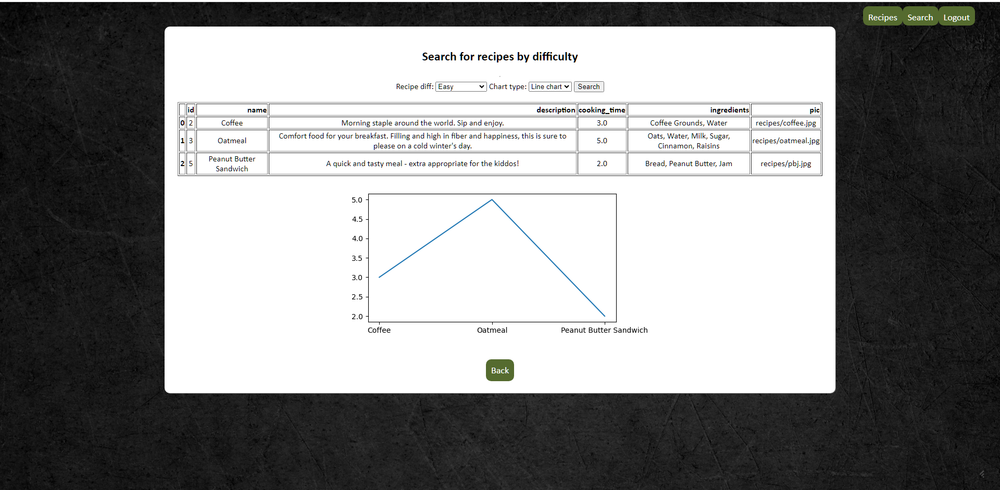 Recipes Search Logout
Search for recipes by difficulty
Recipe diff: Easy Chart type: Line chart Search
id name description cooking_time ingredients pic
0 2 Coffee Morning staple around the world. Sip and enjoy. 3.0 Coffee Grounds, Water recipes/coffee.jpg
1 3 Oatmeal Comfort food for your breakfast. Filling and high in fiber and happiness, this is sure to
please on a cold winter's day. 5.0 Oats, Water, Milk, Sugar,
Cinnamon, Raisins recipes/oatmeal.jpg
2 5 Peanut Butter
Sandwich A quick and tasty meal - extra appropriate for the kiddos! 2.0 Bread, Peanut Butter, Jam recipes/pbj.jpg
5.0
4.5
4.0
3.5
3.0
2.5
2.0
Coffee Oatmeal Peanut Butter Sandwich
Back